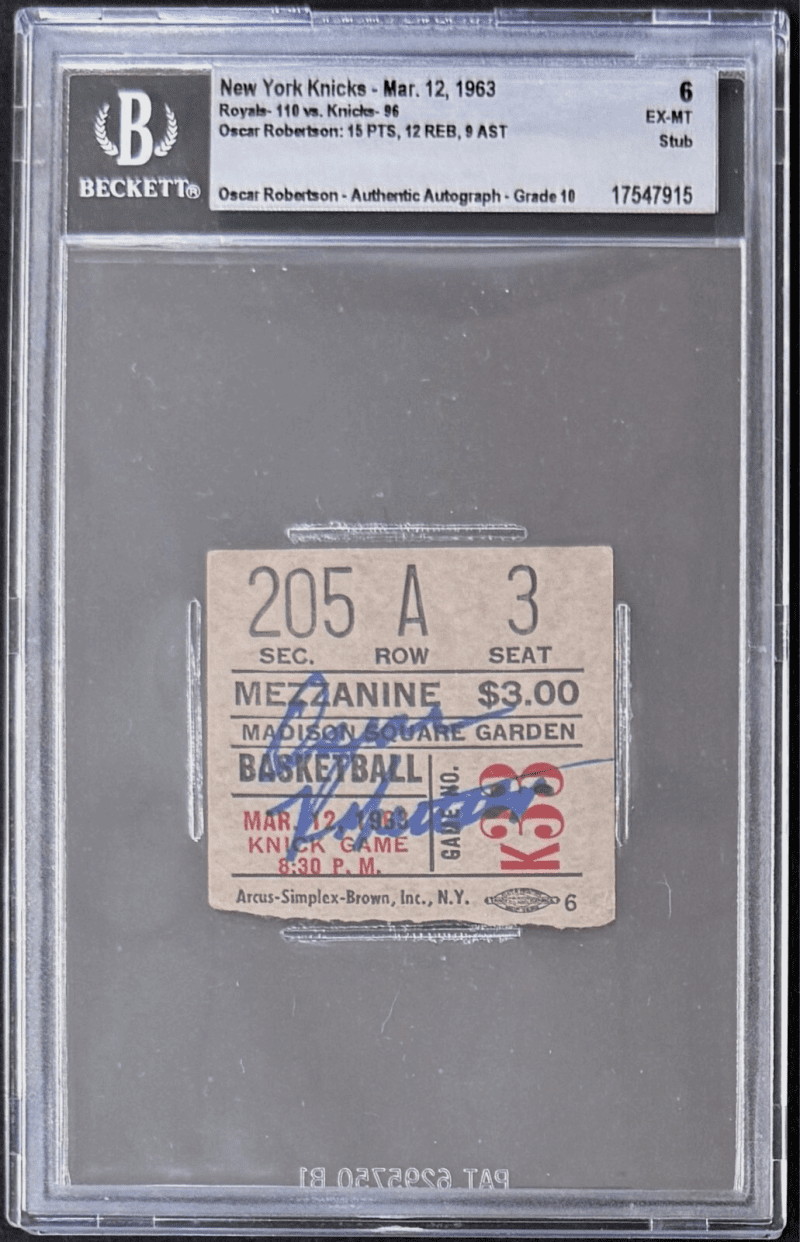 New York Knicks - Mar. 12, 1963
6
Royals- 110 vs. Knicks- 96
EX-MT
Oscar Robertson: 15 PTS, 12 REB, 9 AST
Stub
B
BECKETT®
Oscar Robertson - Authentic Autograph - Grade 10
17547915
205 A 3
SEC. ROW SEAT
MEZZANINE $3.00
MADISON SQUARE GARDEN
BASKETBALL
Oscar
Robertson
MAR. 12, 1963
KNICK GAME
8:30 P. M.
GAME NO.
K33
Arcus-Simplex-Brown, Inc., N.Y. 6
PAT 6295750 B1